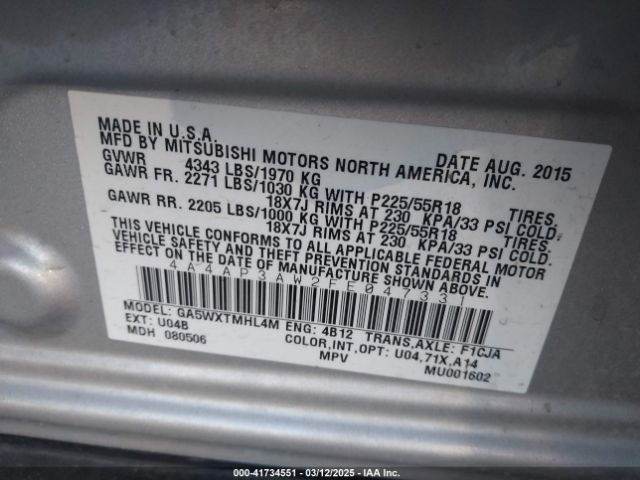 MADE IN U.S.A. DATE AUG. 2015
MFD BY MITSUBISHI MOTORS NORTH AMERICA, INC.
GVWR 4343 LBS/1970 KG
GAWR FR. 2271 LBS/1030 KG WITH P225/55R18 TIRES,
18X7J RIMS AT 230 KPA/33 PSI COLD.
GAWR RR. 2205 LBS/1000 KG WITH P225/55R18 TIRES,
18X7J RIMS AT 230 KPA/33 PSI COLD.
THIS VEHICLE CONFORMS TO ALL APPLICABLE FEDERAL MOTOR
VEHICLE SAFETY AND THEFT PREVENTION STANDARDS IN
EFFECT ON THE DATE OF MANUFACTURE SHOWN ABOVE.
4A4AP3AW2FE047331
MODEL: GA5WXTMHL4M ENG: 4B12 TRANS,AXLE: F1CJA
EXT: U04B COLOR,INT,OPT: U04,71X,A14
MDH 080506 MPV MU001602
000-41734551 - 03/12/2025 - IAA Inc.